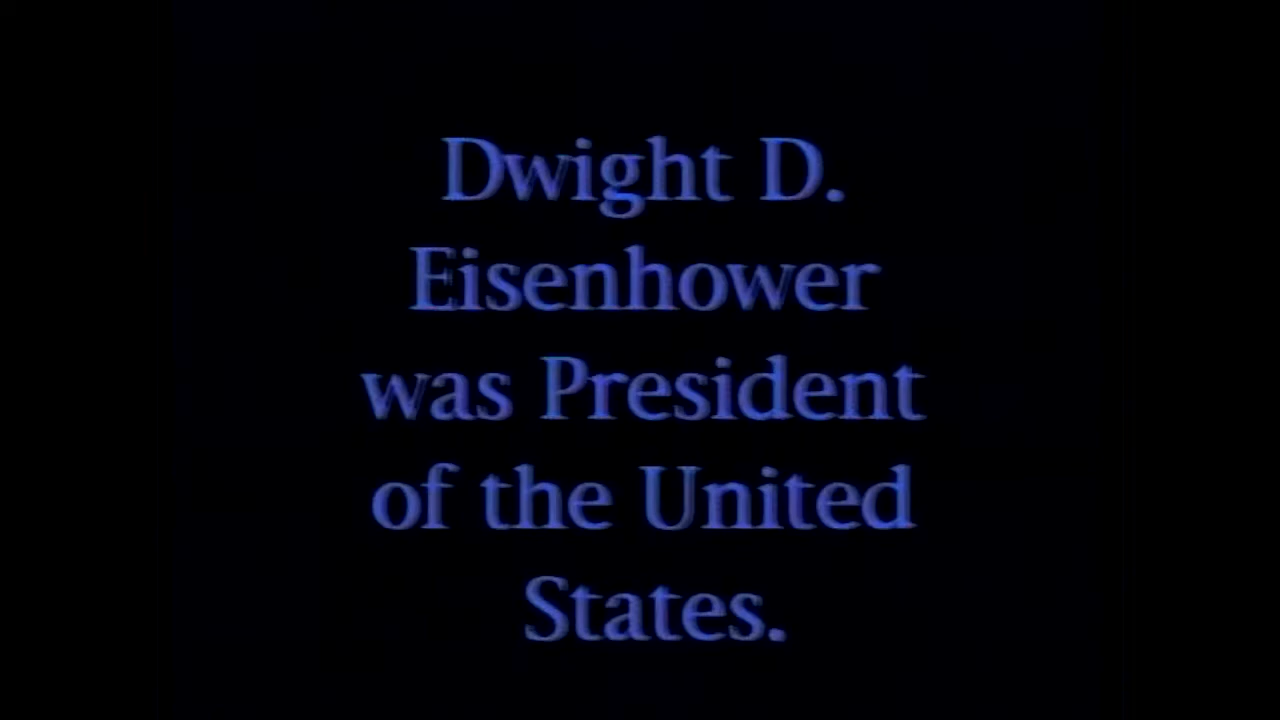 Dwight D.
Eisenhower
was President
of the United
States.